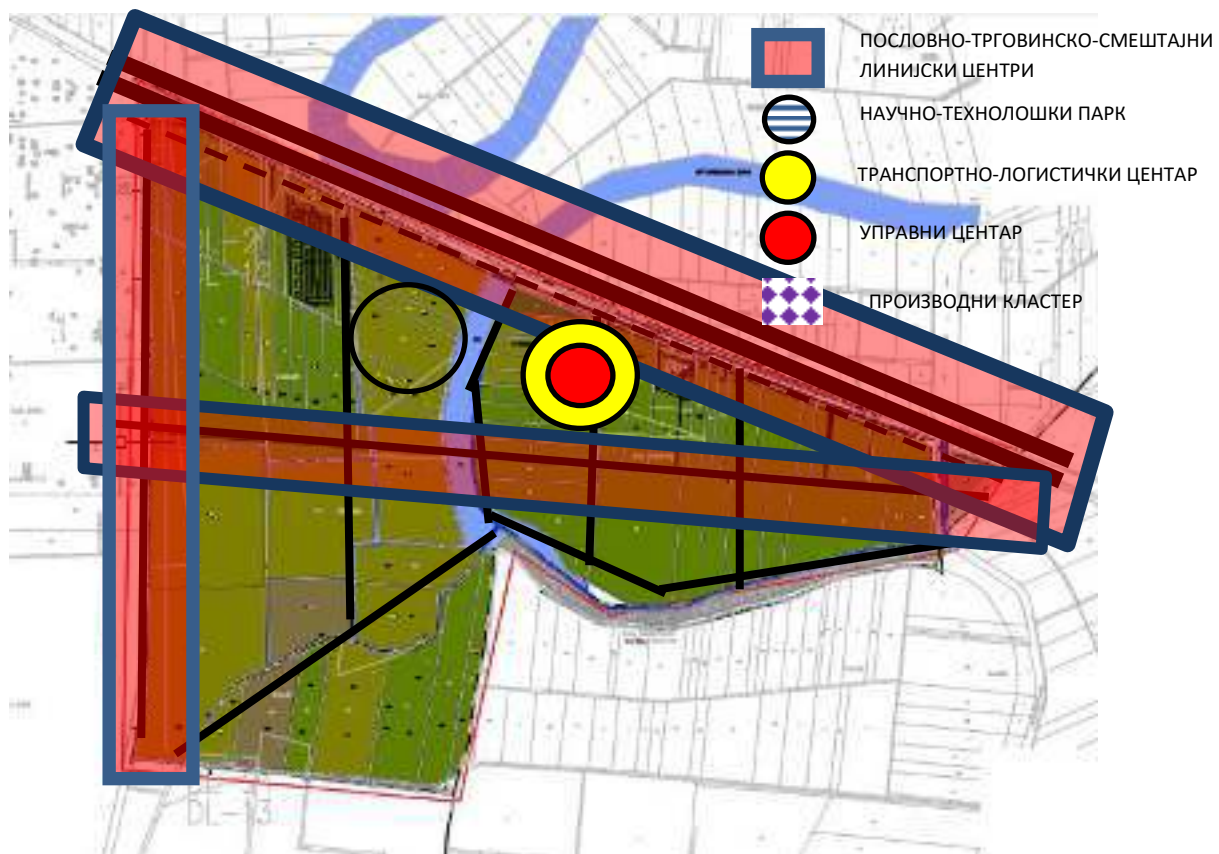 ПОСЛОВНО-ТРГОВИНСКО-СМЕШТАЈНИ
ЛИНИЈСКИ ЦЕНТРИ
НАУЧНО-ТЕХНОЛОШКИ ПАРК
ТРАНСПОРТНО-ЛОГИСТИЧКИ ЦЕНТАР
УПРАВНИ ЦЕНТАР
ПРОИЗВОДНИ КЛАСТЕР